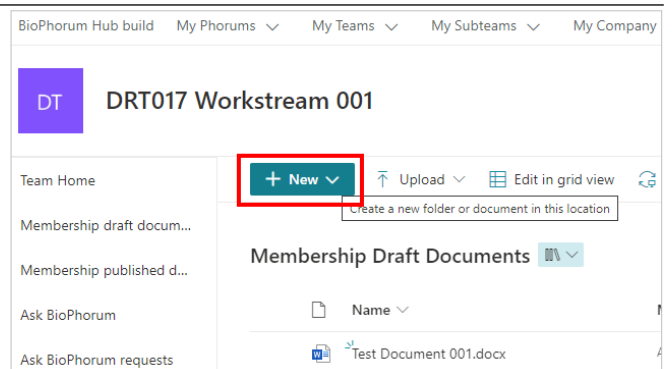 BioPhorum Hub build My Phorums My Teams My Subteams My Company
DT DRT017 Workstream 001
Team Home
+ New Upload Edit in grid view
Create a new folder or document in this location
Membership draft docum...
Membership Draft Documents
Membership published d...
Ask BioPhorum
Name
Ask BioPhorum requests
Test Document 001.docx